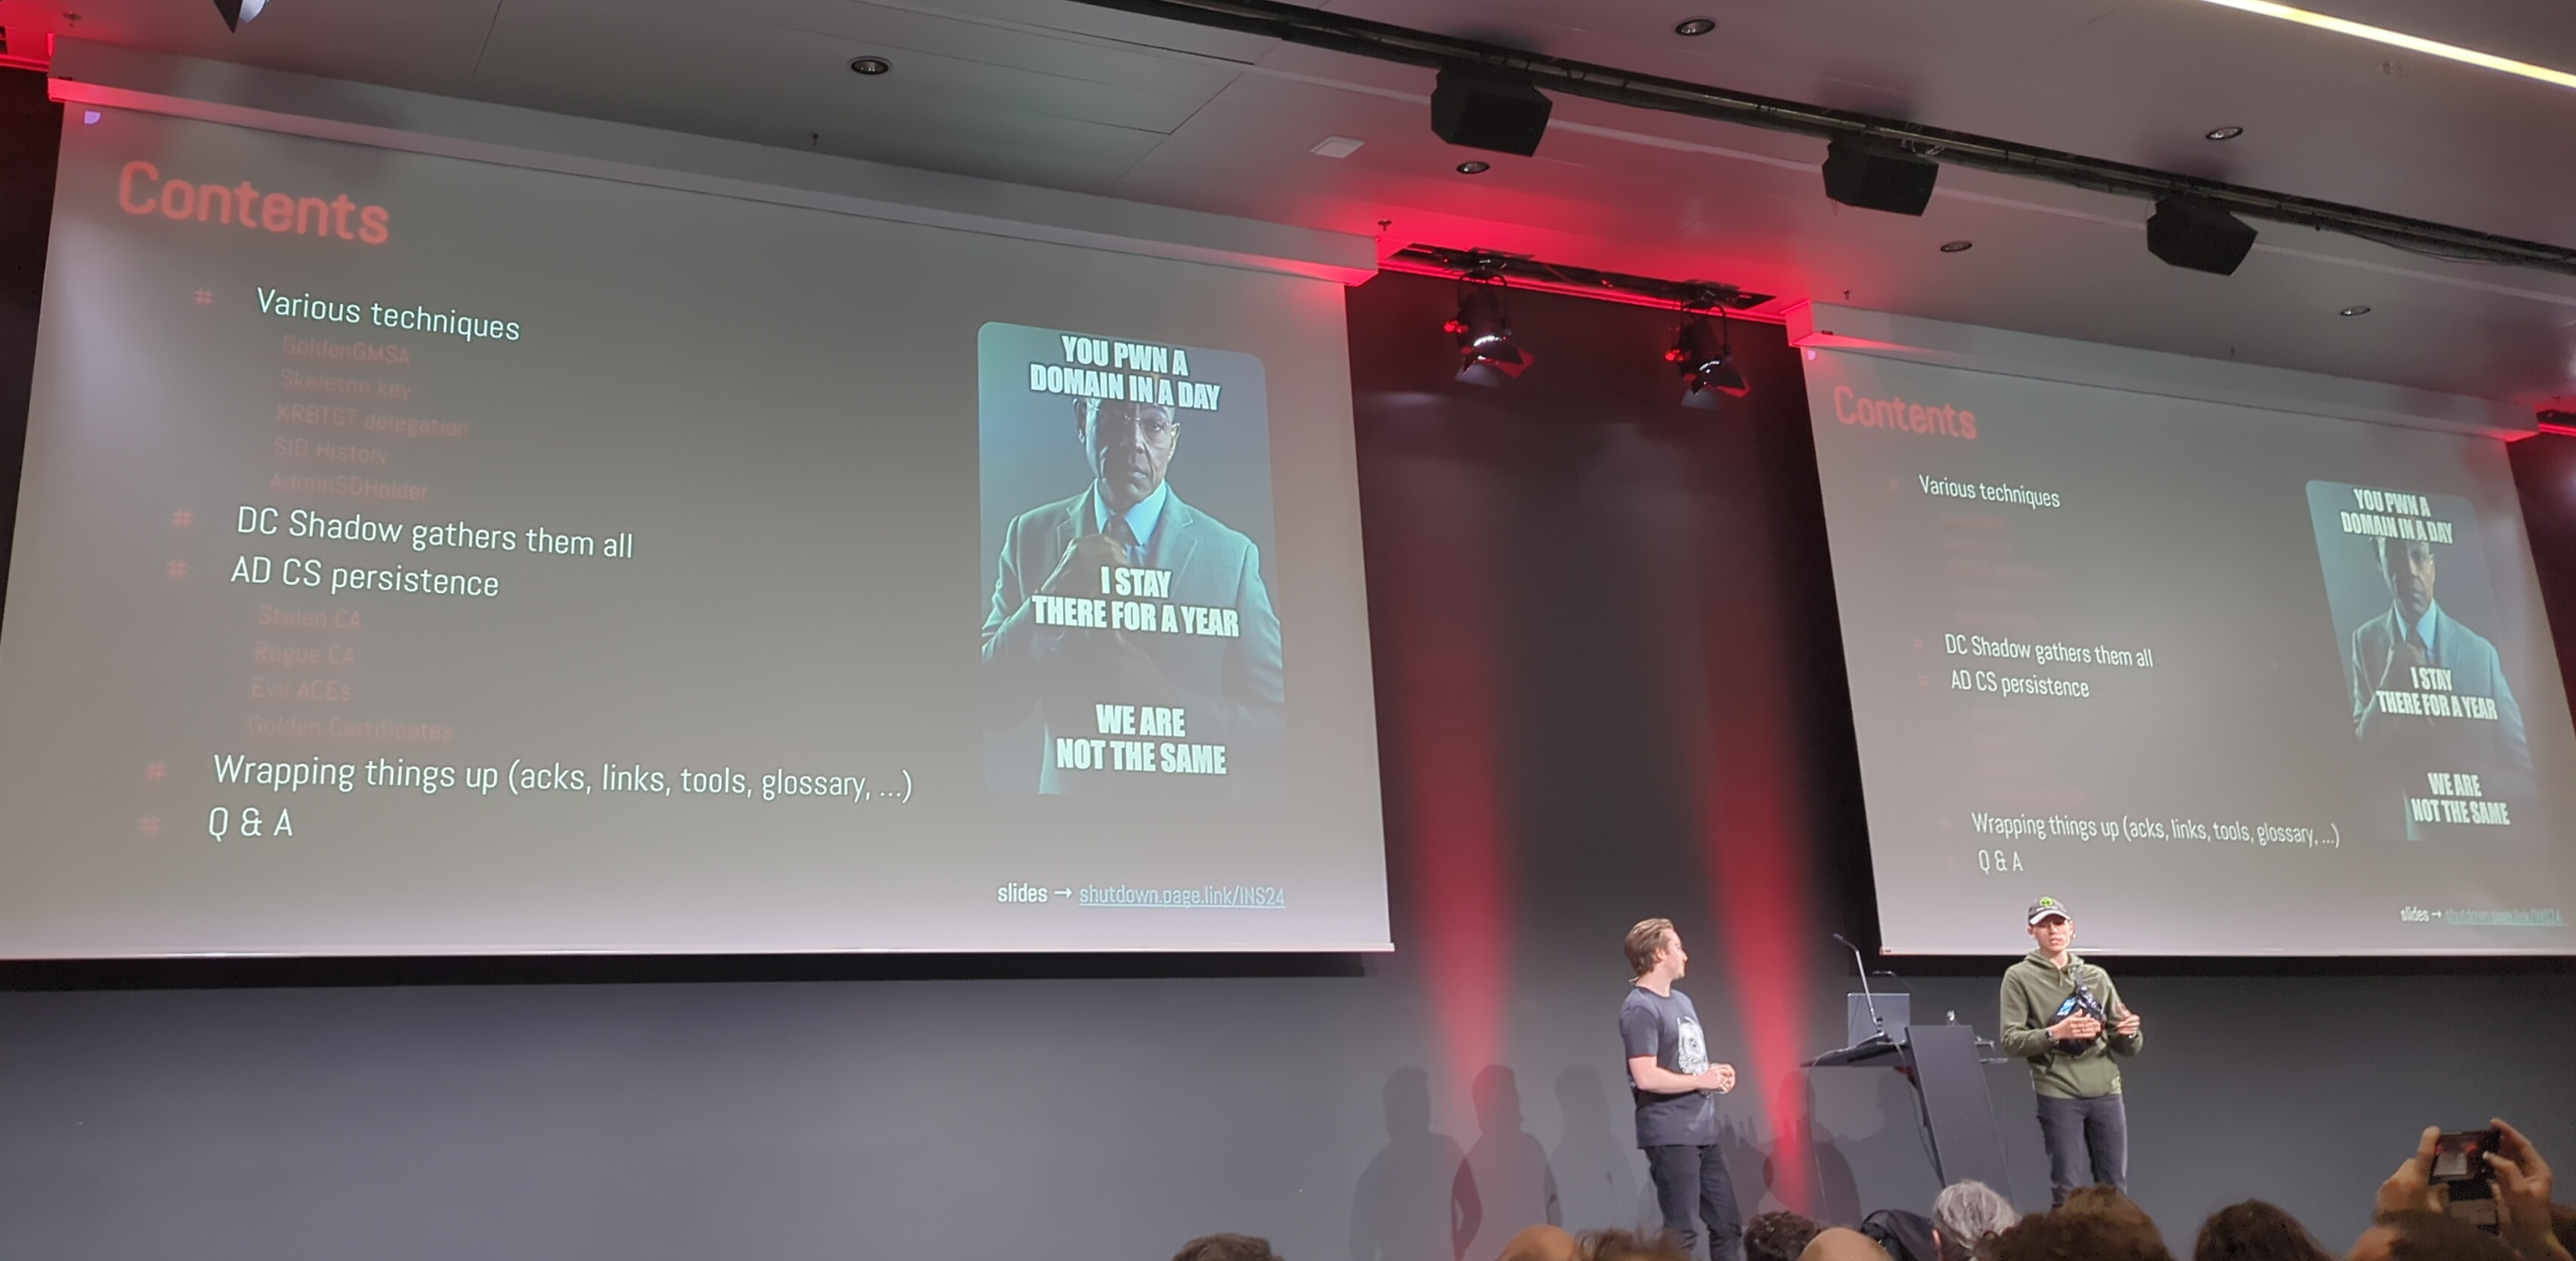 Contents
# Various techniques
GoldenGMSA
Skeleton key
KRBTGT delegation
SID History
AdminSDHolder
# DC Shadow gathers them all
# AD CS persistence
Stolen CA
Rogue CA
Evil ACEs
Golden Certificates
# Wrapping things up (acks, links, tools, glossary, ...)
# Q & A
YOU PWN A
DOMAIN IN A DAY
I STAY
THERE FOR A YEAR
WE ARE
NOT THE SAME
slides → shutdown.page.link/INS24
Contents
Various techniques
DC Shadow gathers them all
AD CS persistence
Wrapping things up (acks, links, tools, glossary, ...)
Q & A
YOU PWN A
DOMAIN IN A DAY
I STAY
THERE FOR A YEAR
WE ARE
NOT THE SAME
slides → shutdown.page.link/INS24